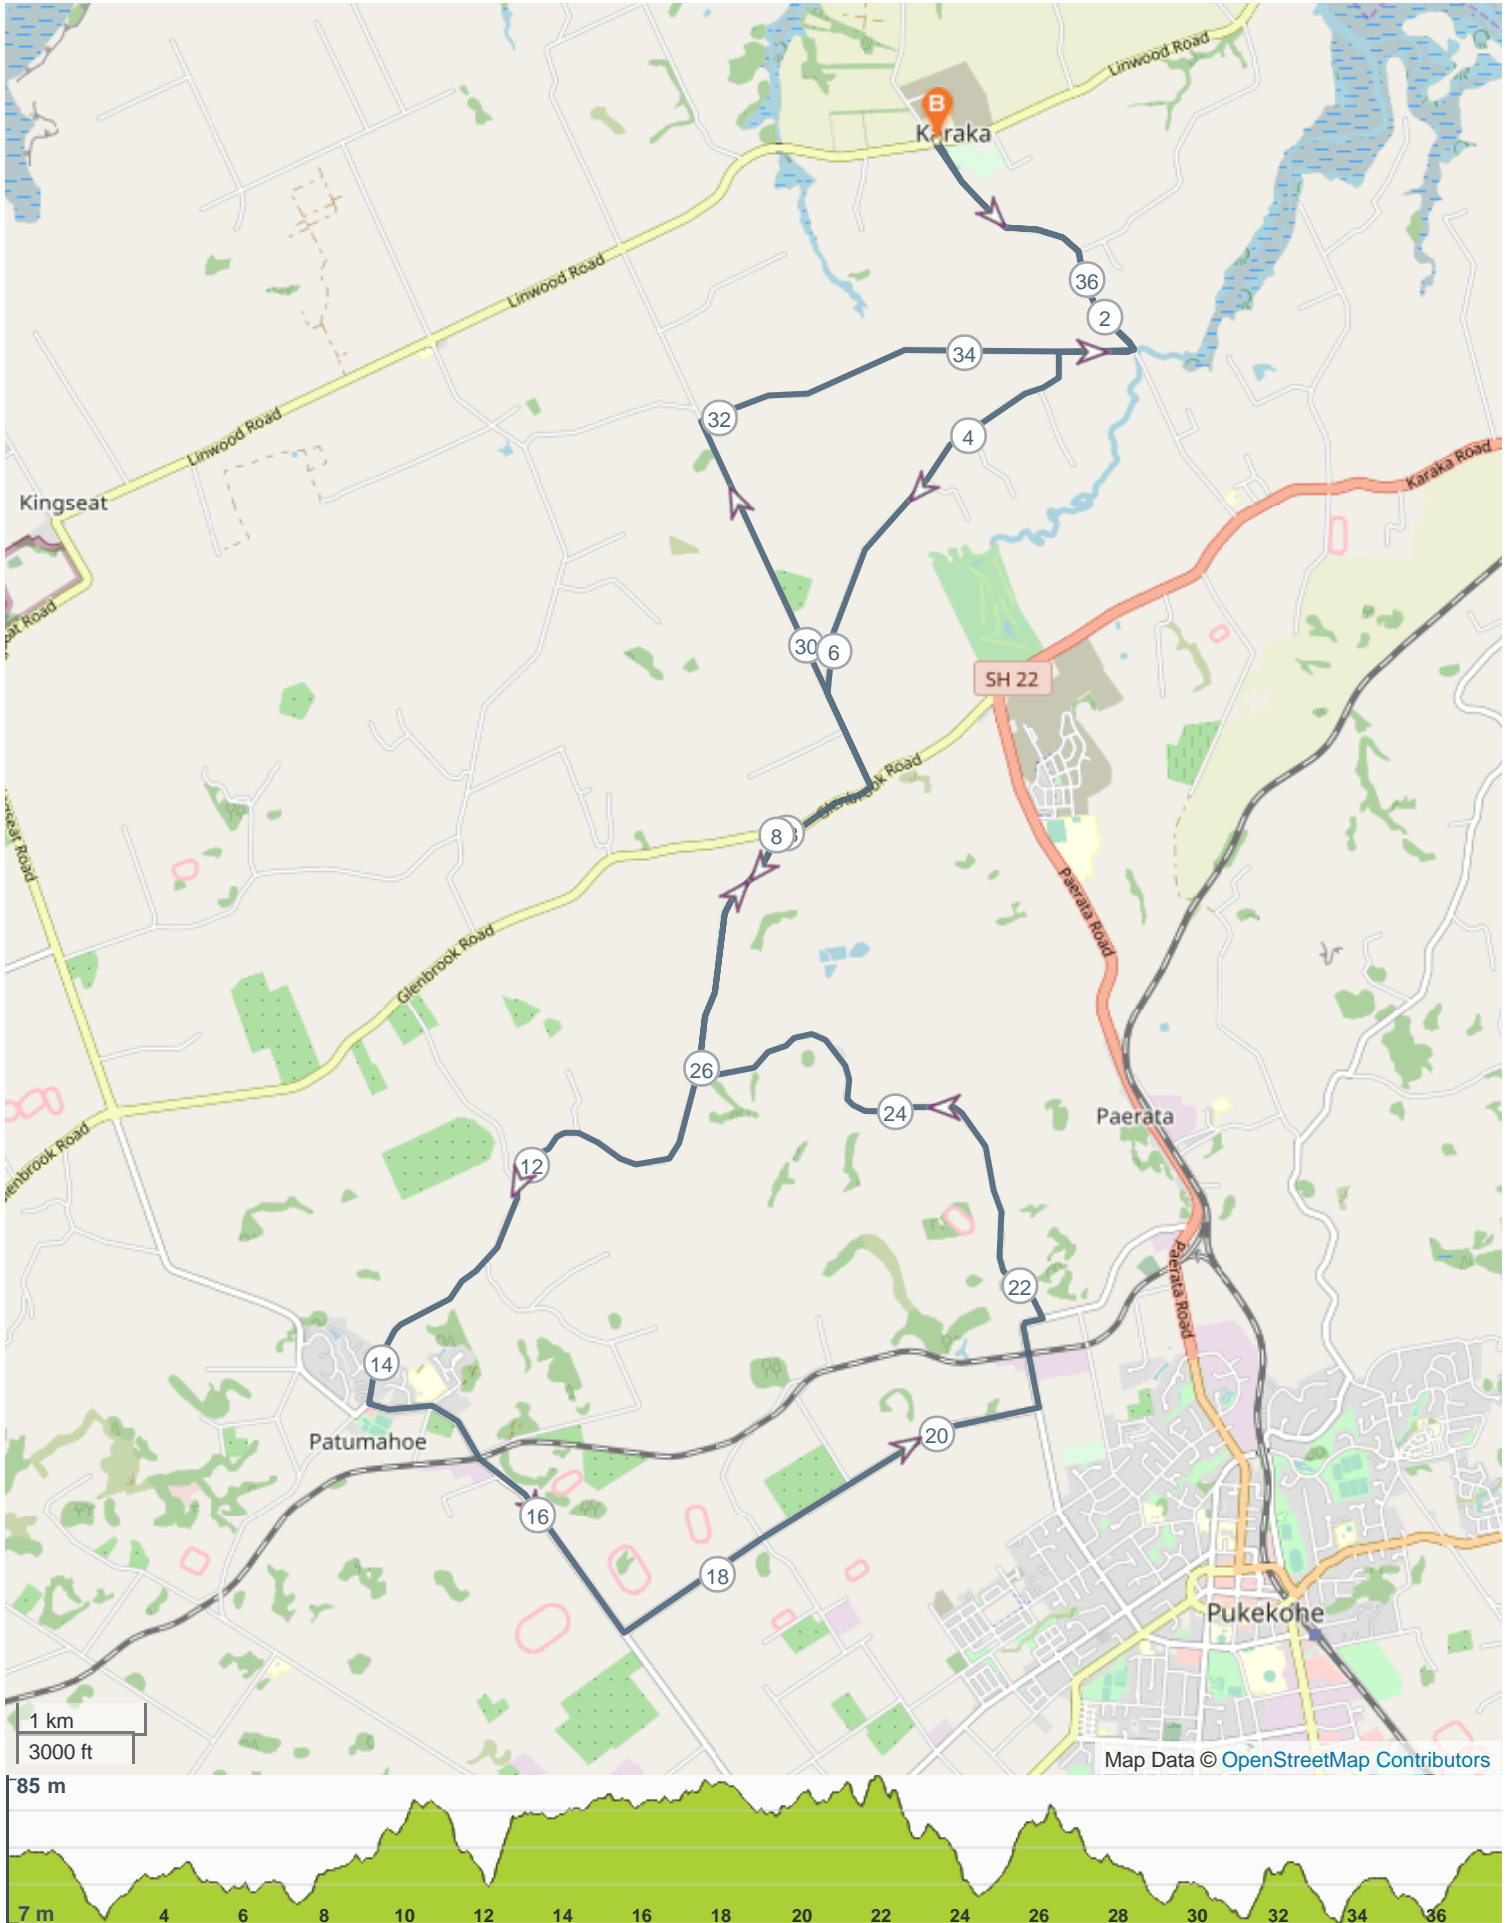 Linwood Road
B
Karaka
36
2
Linwood Road
34
32
4
Linwood Road
Karaka Road
Kingseat
30
6
SH 22
Glenbrook Road
8
Paerata Road
Glenbrook Road
26
24
Paerata
12
22
Paerata Road
14
20
Patumahoe
16
18
Pukekohe
1 km
3000 ft
Map Data © OpenStreetMap Contributors
85 m
7 m
4 6 8 10 12 14 16 18 20 22 24 26 28 30 32 34 36